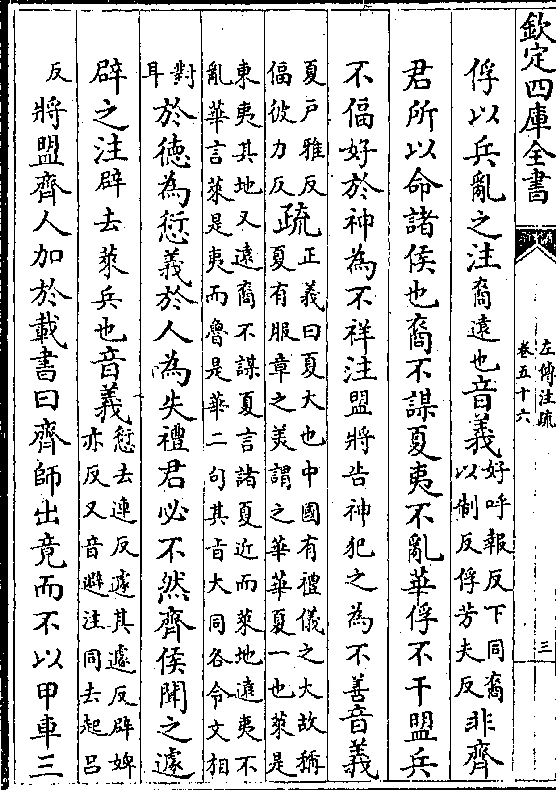 欽定四庫全書
左傳注疏
卷五十六
三
俘以兵亂之注裔遠也音義好呼報反下同裔以制反俘芳夫反非齊
君所以命諸侯也裔不謀夏夷不亂華俘不干盟兵
不偪好於神為不祥注盟將告神犯之為不善音義
夏戶雅反偪彼力反疏正義曰夏大也中國有禮儀之大故稱夏有服章之美謂之華華夏一也萊是
東夷其地又遠裔不謀夏言諸夏近而萊地遠夷不亂華言萊是夷而魯是華二句其㫖大同各令文相
對耳於徳為愆義於人為失禮君必不然齊侯聞之遽
辟之注辟去萊兵也音義愆去連反遽其遽反辟婢亦反又音避注同去起呂
反將盟齊人加於載書曰齊師出竟而不以甲車三